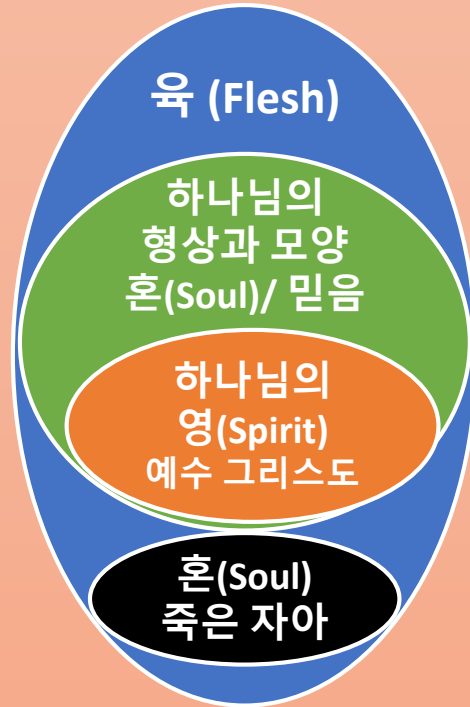 육 (Flesh)
하나님의
형상과 모양
혼(Soul)/ 믿음
하나님의
영(Spirit)
예수 그리스도
혼(Soul)
죽은 자아